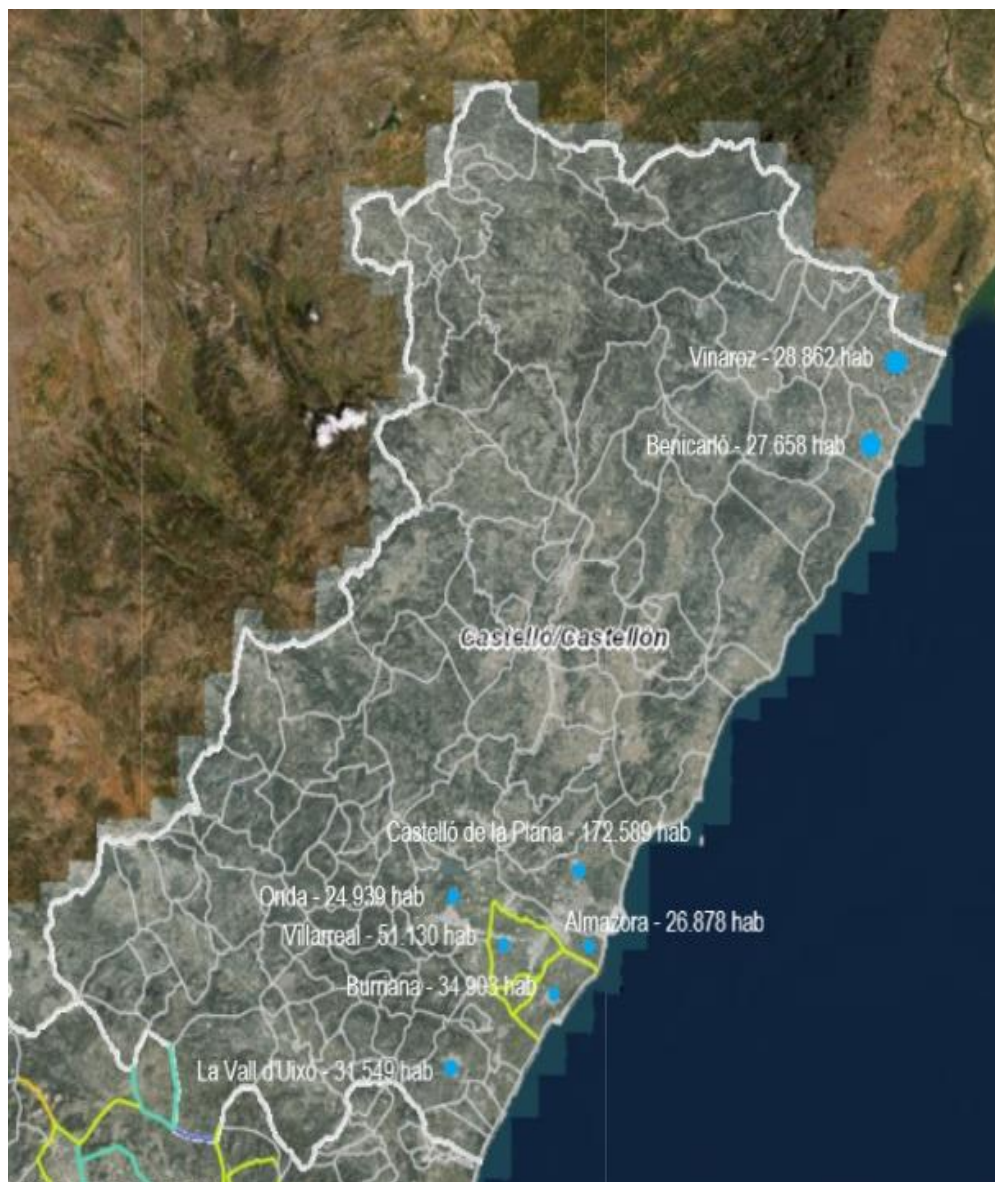 Vinaroz - 28.862 hab
Benicarló - 27.658 hab
Castelló/Castellón
Castelló de la Plana - 172.589 hab
Onda - 24.939 hab
Almazora - 26.878 hab
Villarreal - 51.130 hab
Burriana - 34.903 hab
La Vall d'Uixó - 31.549 hab